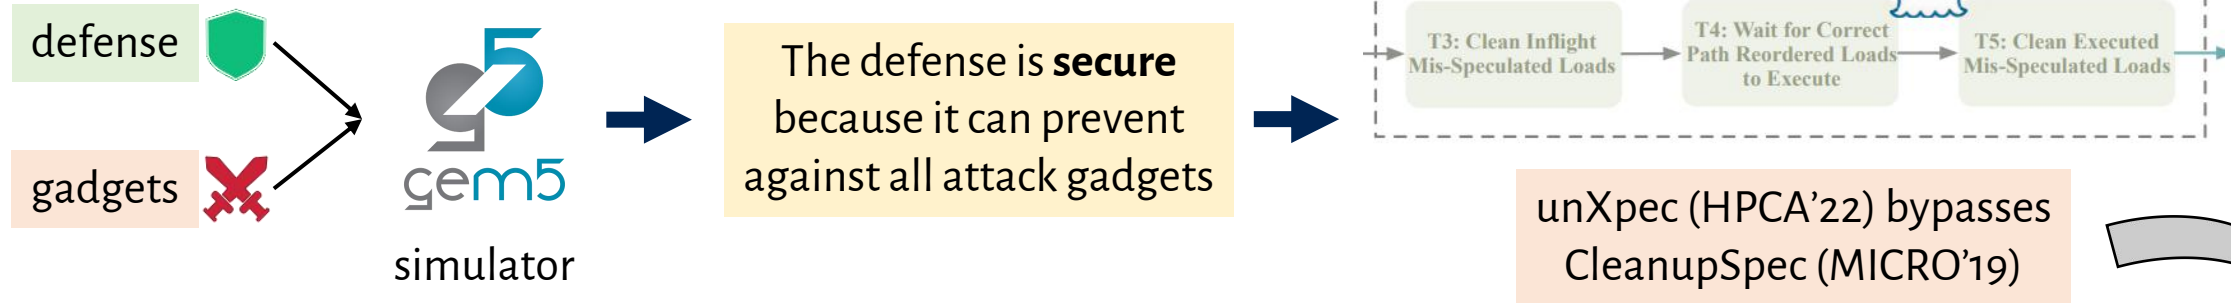 defense
gadgets
gem5
simulator
The defense is secure
because it can prevent
against all attack gadgets
T3: Clean Inflight
Mis-Speculated Loads
T4: Wait for Correct
Path Reordered Loads
to Execute
T5: Clean Executed
Mis-Speculated Loads
unXpec (HPCA’22) bypasses
CleanupSpec (MICRO’19)